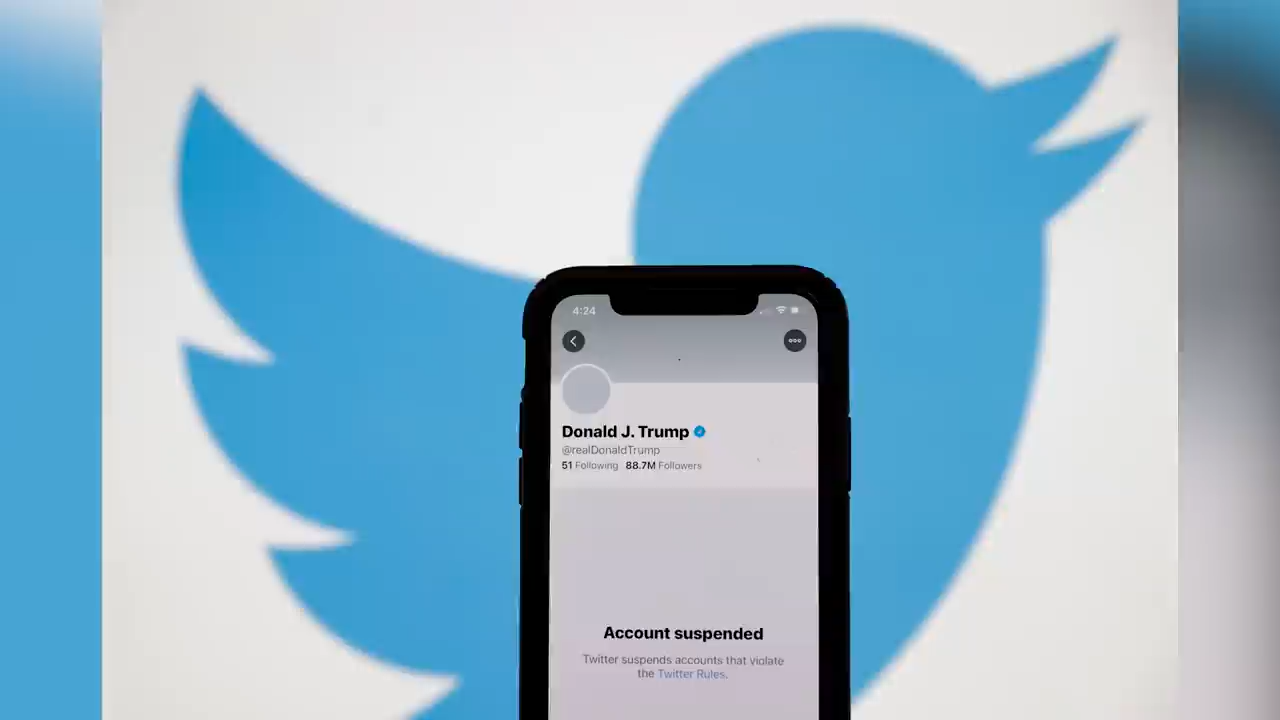 4:24
Donald J. Trump
@realDonaldTrump
51 Following 88.7M Followers
Account suspended
Twitter suspends accounts that violate
the Twitter Rules.